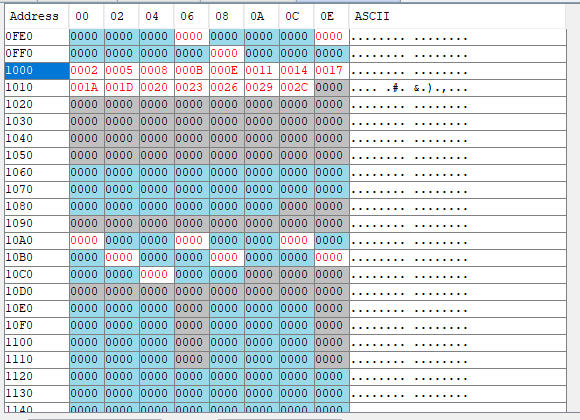 Address 00 02 04 06 08 0A 0C 0E ASCII
0FE0 0000 0000 0000 0000 0000 0000 0000 0000 ........ ........
0FF0 0000 0000 0000 0000 0000 0000 0000 0000 ........ ........
1000 0002 0005 0008 000B 000E 0011 0014 0017 ........ ........
1010 001A 001D 0020 0023 0026 0029 002C 0000 .... .#. &.).,...
1020 0000 0000 0000 0000 0000 0000 0000 0000 ........ ........
1030 0000 0000 0000 0000 0000 0000 0000 0000 ........ ........
1040 0000 0000 0000 0000 0000 0000 0000 0000 ........ ........
1050 0000 0000 0000 0000 0000 0000 0000 0000 ........ ........
1060 0000 0000 0000 0000 0000 0000 0000 0000 ........ ........
1070 0000 0000 0000 0000 0000 0000 0000 0000 ........ ........
1080 0000 0000 0000 0000 0000 0000 0000 0000 ........ ........
1090 0000 0000 0000 0000 0000 0000 0000 0000 ........ ........
10A0 0000 0000 0000 0000 0000 0000 0000 0000 ........ ........
10B0 0000 0000 0000 0000 0000 0000 0000 0000 ........ ........
10C0 0000 0000 0000 0000 0000 0000 0000 0000 ........ ........
10D0 0000 0000 0000 0000 0000 0000 0000 0000 ........ ........
10E0 0000 0000 0000 0000 0000 0000 0000 0000 ........ ........
10F0 0000 0000 0000 0000 0000 0000 0000 0000 ........ ........
1100 0000 0000 0000 0000 0000 0000 0000 0000 ........ ........
1110 0000 0000 0000 0000 0000 0000 0000 0000 ........ ........
1120 0000 0000 0000 0000 0000 0000 0000 0000 ........ ........
1130 0000 0000 0000 0000 0000 0000 0000 0000 ........ ........
1140 0000 0000 0000 0000 0000 0000 0000 0000